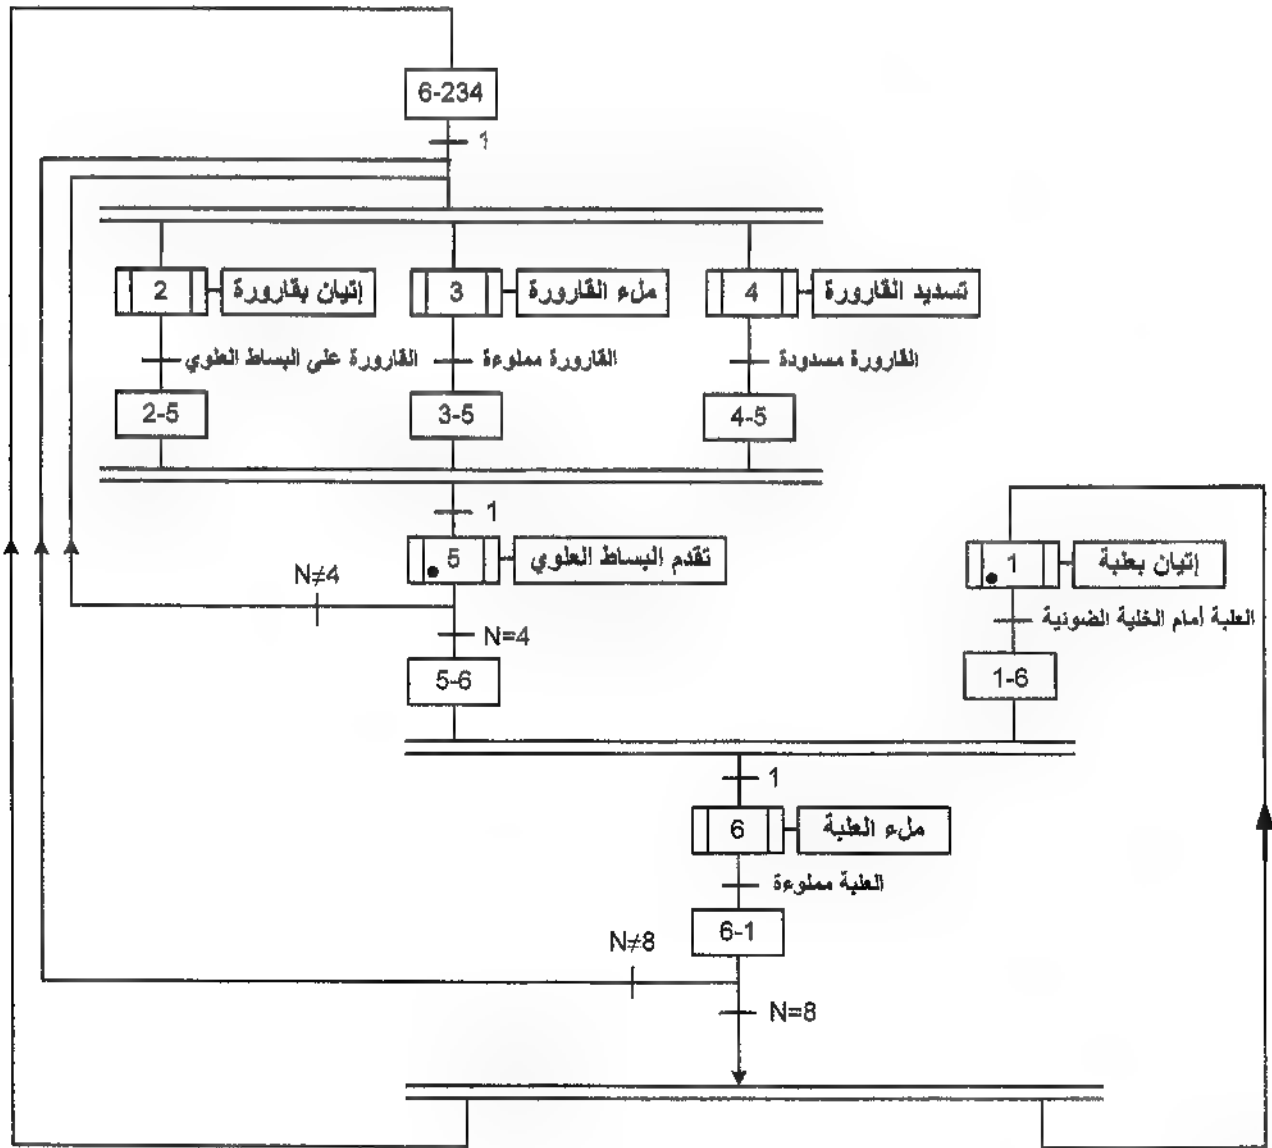 6-234
1
2
إتيان بقارورة
3
ملء القارورة
4
تسديد القارورة
القارورة على البساط العلوي
القارورة مملوءة
القارورة مسدودة
2-5
3-5
4-5
1
5
تقدم البساط العلوي
1
إتيان بعلبة
N≠4
N=4
العلبة أمام الخلية الضوئية
5-6
1-6
1
6
ملء العلبة
العلبة مملوءة
6-1
N≠8
N=8